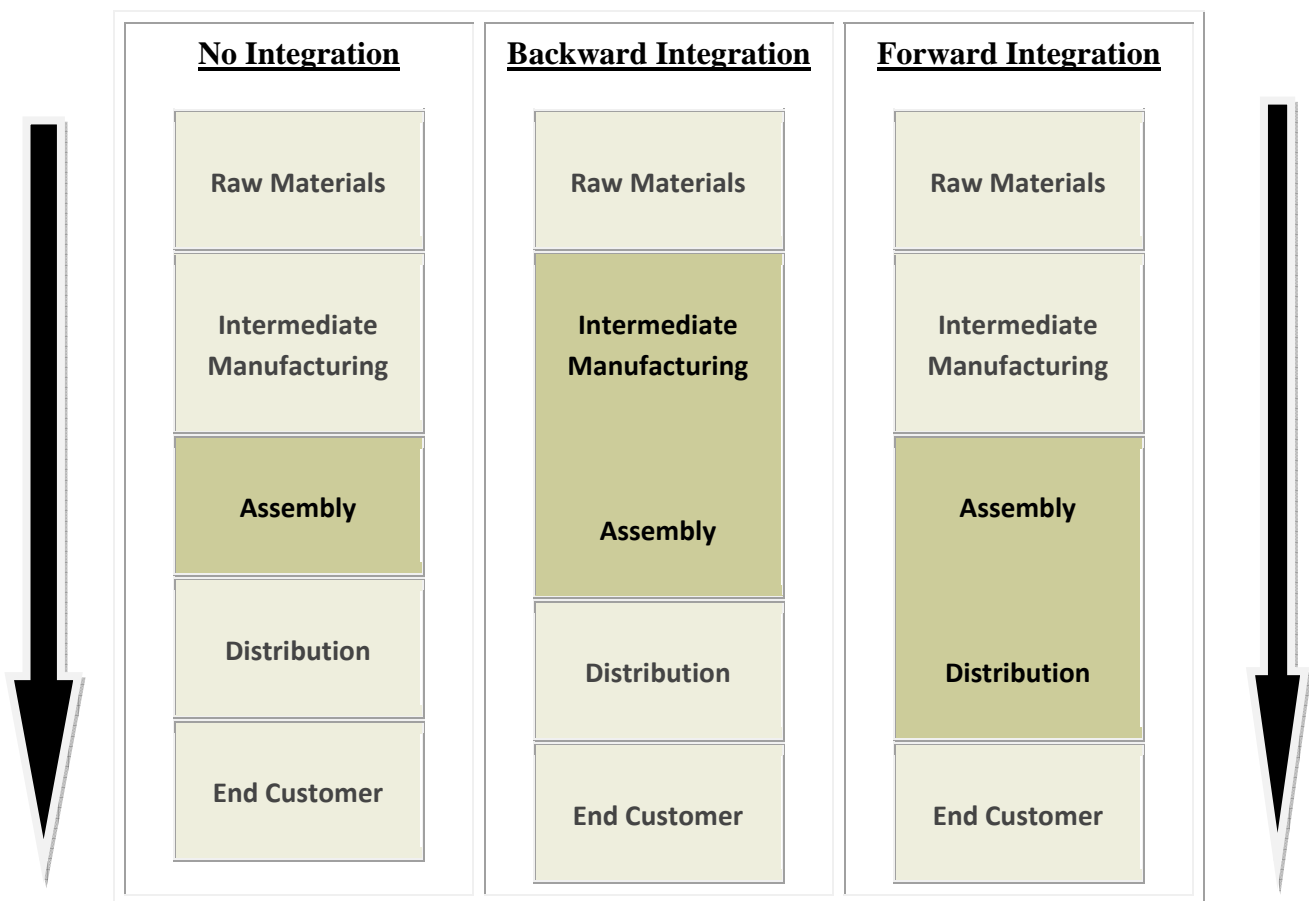 No Integration
Raw Materials
Intermediate
Manufacturing
Assembly
Distribution
End Customer
Backward Integration
Raw Materials
Intermediate
Manufacturing
Assembly
Distribution
End Customer
Forward Integration
Raw Materials
Intermediate
Manufacturing
Assembly
Distribution
End Customer